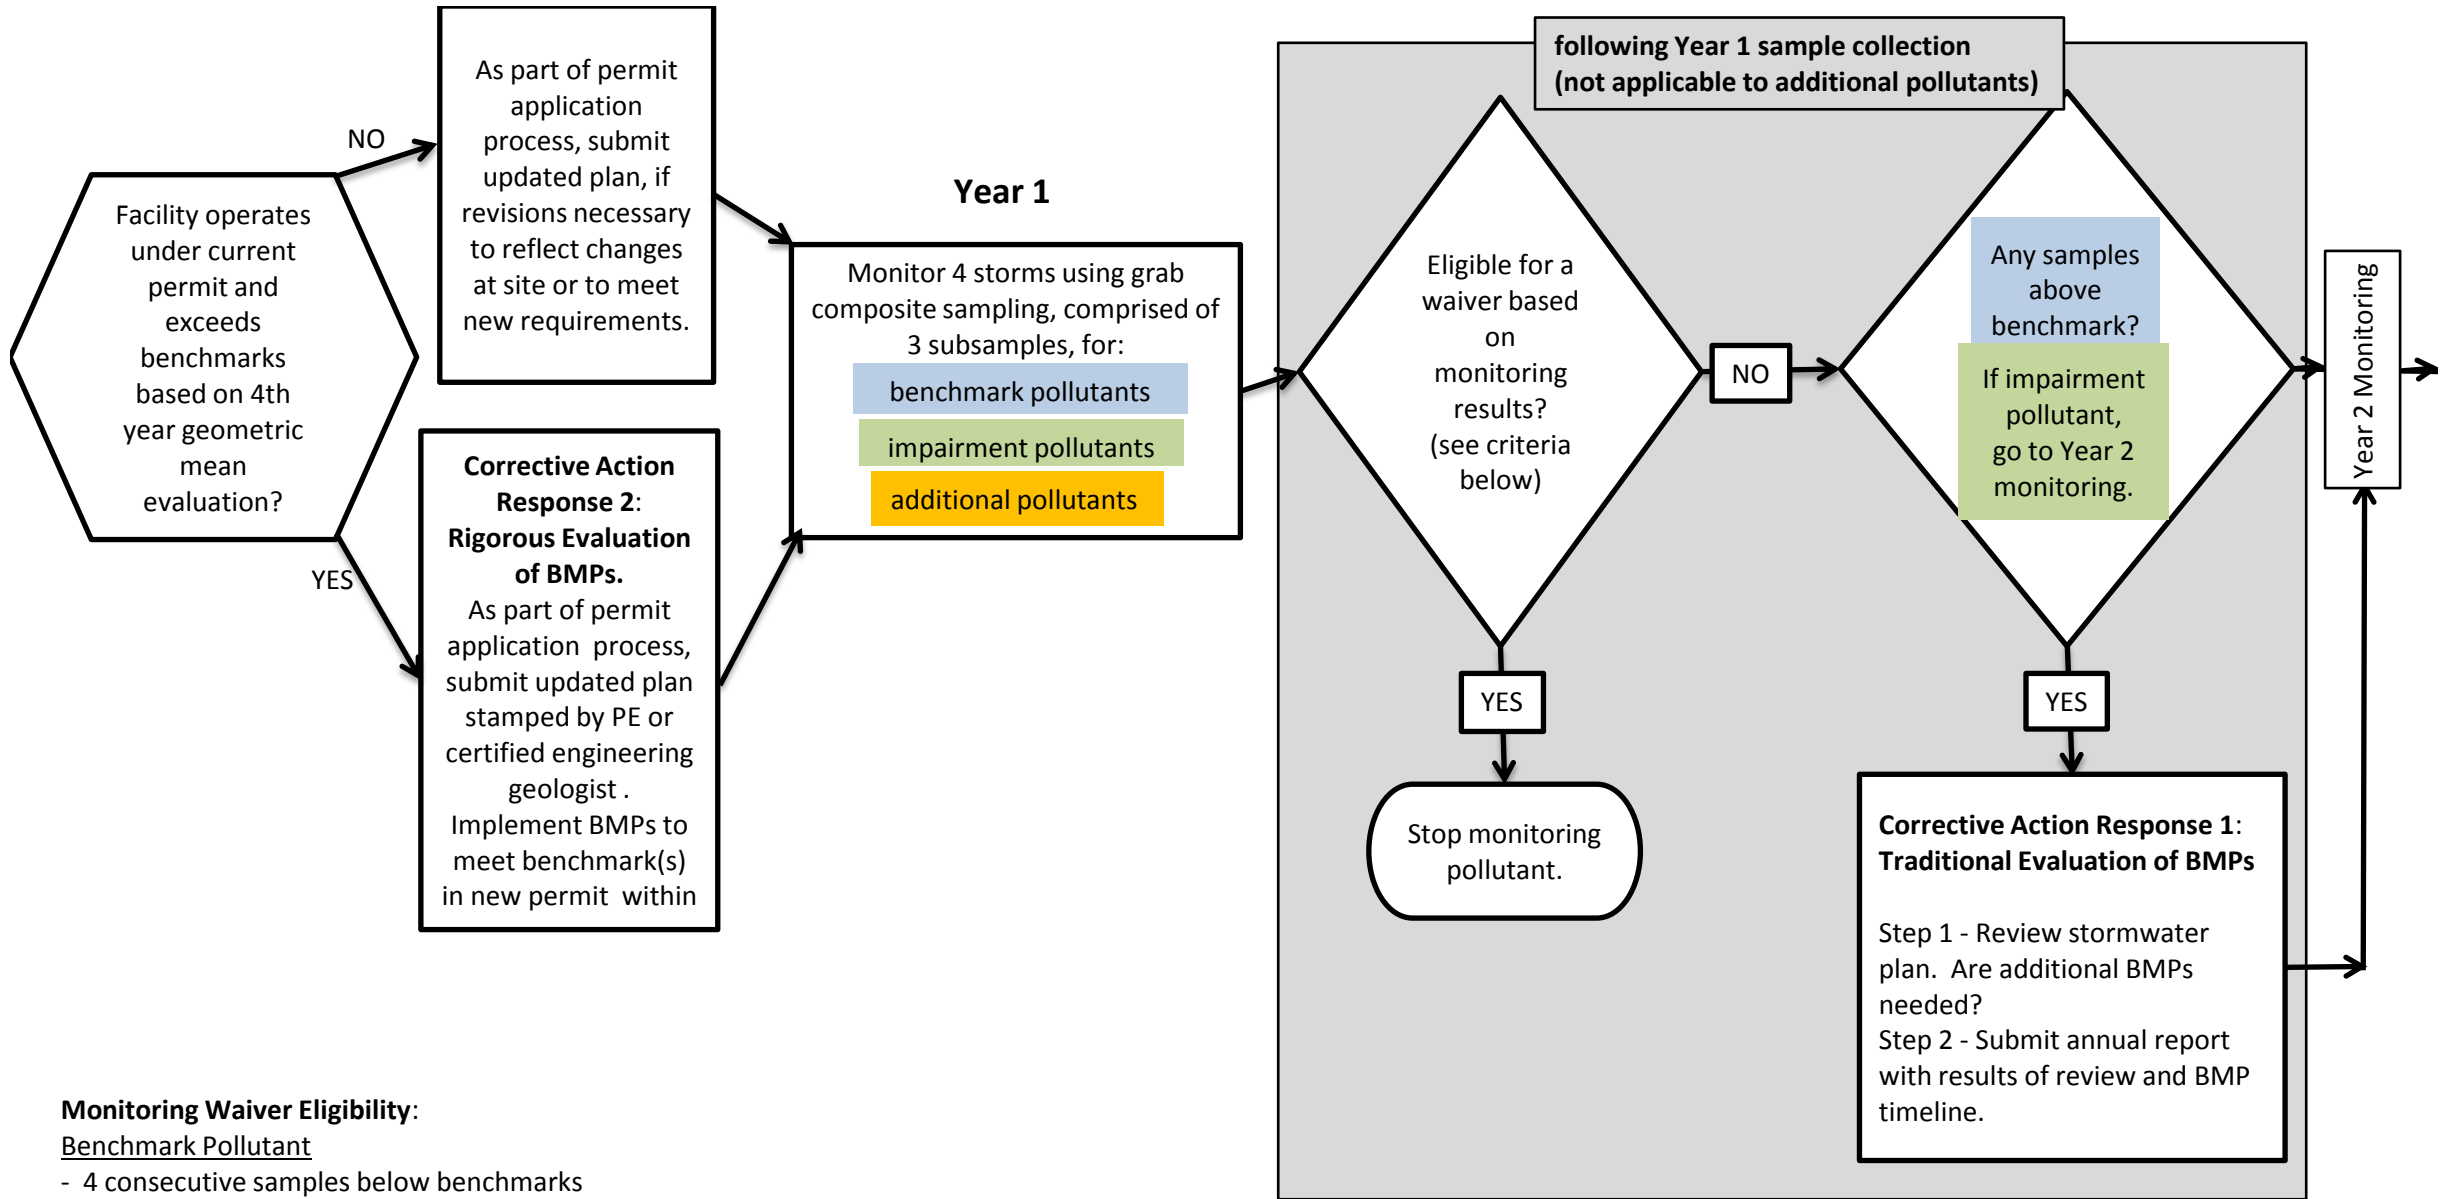 Facility operates
under current
permit and
exceeds
benchmarks
based on 4th
year geometric
mean
evaluation?
NO
YES
As part of permit
application
process, submit
updated plan, if
revisions necessary
to reflect changes
at site or to meet
new requirements.
Corrective Action
Response 2:
Rigorous Evaluation
of BMPs.
As part of permit
application  process,
submit updated plan
stamped by PE or
certified engineering
geologist .
Implement BMPs to
meet benchmark(s)
in new permit  within
Year 1
Monitor 4 storms using grab
composite sampling, comprised of
3 subsamples, for:
benchmark pollutants
impairment pollutants
additional pollutants
following Year 1 sample collection
(not applicable to additional pollutants)
Eligible for a
waiver based
on
monitoring
results?
(see criteria
below)
NO
YES
Stop monitoring
pollutant.
Any samples
above
benchmark?
If impairment
pollutant,
go to Year 2
monitoring.
YES
Corrective Action Response 1:
Traditional Evaluation of BMPs
Step 1 - Review stormwater
plan.  Are additional BMPs
needed?
Step 2 - Submit annual report
with results of review and BMP
timeline.
Year 2 Monitoring
Monitoring Waiver Eligibility:
Benchmark Pollutant
-  4 consecutive samples below benchmarks